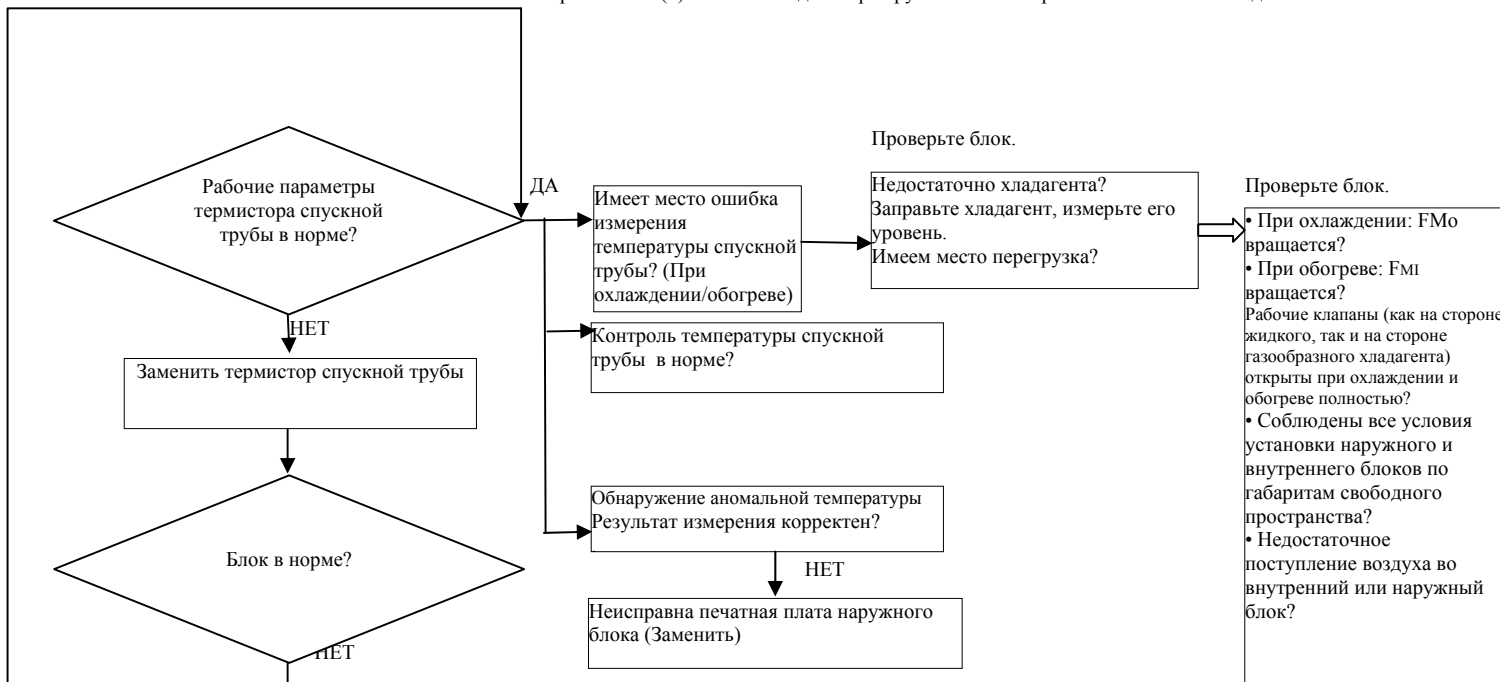 Рабочие параметры
термистора спускной
трубы в норме?
НЕТ
Заменить термистор спускной трубы
Блок в норме?
НЕТ
ДА
Имеет место ошибка
измерения
температуры спускной
трубы? (При
охлаждении/обогреве)
Контроль температуры спускной
трубы в норме?
Обнаружение аномальной температуры
Результат измерения корректен?
НЕТ
Неисправна печатная плата наружного
блока (Заменить)
Проверьте блок.
Недостаточно хладагента?
Заправьте хладагент, измерьте его
уровень.
Имеем место перегрузка?
Проверьте блок.
• При охлаждении: FMo
вращается?
• При обогреве: FMI
вращается?
Рабочие клапаны (как на стороне
жидкого, так и на стороне
газообразного хладагента)
открыты при охлаждении и
обогреве полностью?
• Соблюдены все условия
установки наружного и
внутреннего блоков по
габаритам свободного
пространства?
• Недостаточное
поступление воздуха во
внутренний или наружный
блок?